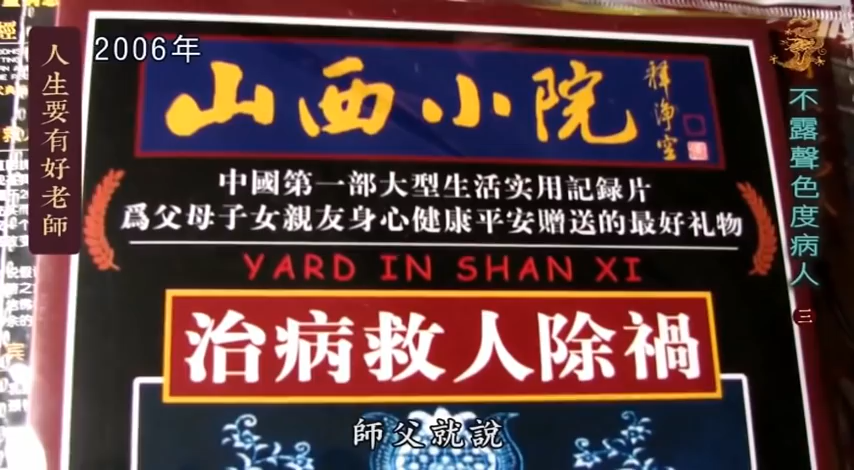 2006年
人生要有好老師
山西小院
釋淨空
中國第一部大型生活实用記録片
爲父母子女親友身心健康平安贈送的最好礼物
YARD IN SHAN XI
治病救人除禍
不露聲色度病人
三
師父就說